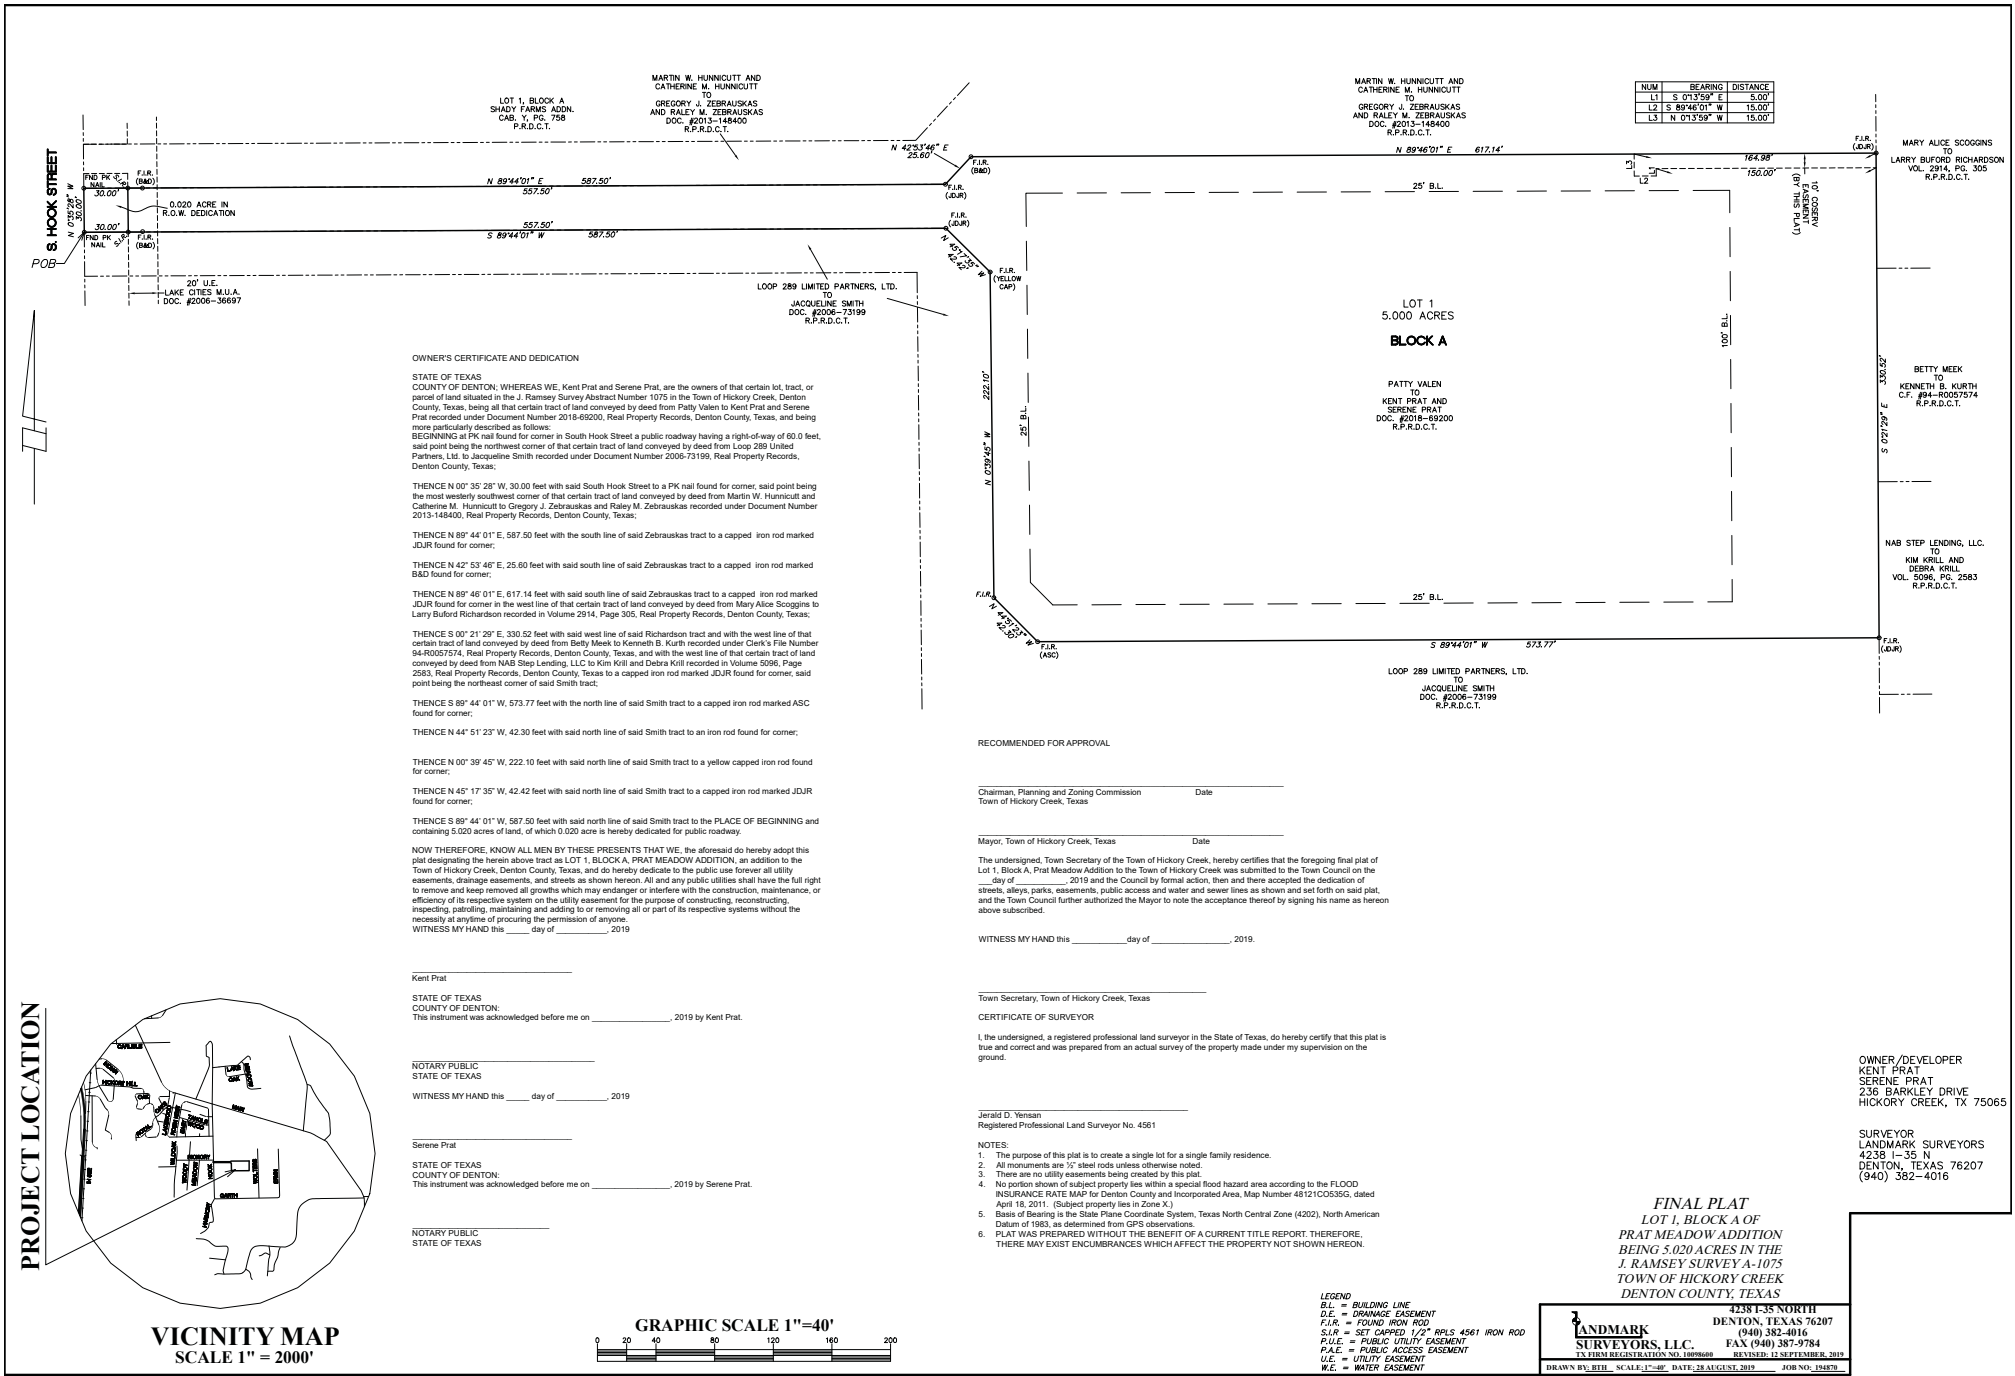 MARTIN W. HUNNICUTT AND
CATHERINE M. HUNNICUTT
TO
GREGORY J. ZEBRAUSKAS
AND RALEY M. ZEBRAUSKAS
DOC. #2013-148400
R.P.R.D.C.T.
LOT 1, BLOCK A
SHADY FARMS ADDN.
CAB. Y, PG. 758
P.R.D.C.T.
MARTIN W. HUNNICUTT AND
CATHERINE M. HUNNICUTT
TO
GREGORY J. ZEBRAUSKAS
AND RALEY M. ZEBRAUSKAS
DOC. #2013-148400
R.P.R.D.C.T.
NUM BEARING DISTANCE
L1 S 0°13'59" E 5.00'
L2 S 89°46'01" W 15.00'
L3 N 0°13'59" W 15.00'
MARY ALICE SCOGGINS
TO
LARRY BUFORD RICHARDSON
VOL. 2914, PG. 305
R.P.R.D.C.T.
F.I.R.
(JDJR)
N 42°53'46" E
25.60'
F.I.R.
(B&D)
N 89°46'01" E 617.14'
164.98'
150.00'
L3
L2
10' COSERV
EASEMENT
(BY THIS PLAT)
S. HOOK STREET
N 0°35'28" W
30.00'
FND PK
NAIL
S.I.R.
30.00'
F.I.R.
(B&D)
N 89°44'01" E 587.50'
557.50'
F.I.R.
(JDJR)
0.020 ACRE IN
R.O.W. DEDICATION
30.00'
FND PK
NAIL
S.I.R.
F.I.R.
(B&D)
557.50'
S 89°44'01" W 587.50'
F.I.R.
(JDJR)
POB
N 45°17'35" W
42.42'
F.I.R.
(YELLOW
CAP)
20' U.E.
LAKE CITIES M.U.A.
DOC. #2006-36697
LOOP 289 LIMITED PARTNERS, LTD.
TO
JACQUELINE SMITH
DOC. #2006-73199
R.P.R.D.C.T.
25' B.L.
25' B.L.
100' B.L.
25' B.L.
LOT 1
5.000 ACRES
BLOCK A
PATTY VALEN
TO
KENT PRAT AND
SERENE PRAT
DOC. #2018-69200
R.P.R.D.C.T.
N 0°39'45" W 222.10'
S 0°21'29" E 330.52'
BETTY MEEK
TO
KENNETH B. KURTH
C.F. #94-R0057574
R.P.R.D.C.T.
NAB STEP LENDING, LLC.
TO
KIM KRILL AND
DEBRA KRILL
VOL. 5096, PG. 2583
R.P.R.D.C.T.
F.I.R.
N 44°51'23" W
42.30'
F.I.R.
(ASC)
S 89°44'01" W 573.77'
F.I.R.
(JDJR)
LOOP 289 LIMITED PARTNERS, LTD.
TO
JACQUELINE SMITH
DOC. #2006-73199
R.P.R.D.C.T.
OWNER'S CERTIFICATE AND DEDICATION
STATE OF TEXAS
COUNTY OF DENTON; WHEREAS WE, Kent Prat and Serene Prat, are the owners of that certain lot, tract, or
parcel of land situated in the J. Ramsey Survey Abstract Number 1075 in the Town of Hickory Creek, Denton
County, Texas, being all that certain tract of land conveyed by deed from Patty Valen to Kent Prat and Serene
Prat recorded under Document Number 2018-69200, Real Property Records, Denton County, Texas, and being
more particularly described as follows:
BEGINNING at PK nail found for corner in South Hook Street a public roadway having a right-of-way of 60.0 feet,
said point being the northwest corner of that certain tract of land conveyed by deed from Loop 289 United
Partners, Ltd. to Jacqueline Smith recorded under Document Number 2006-73199, Real Property Records,
Denton County, Texas;
THENCE N 00° 35' 28" W, 30.00 feet with said South Hook Street to a PK nail found for corner, said point being
the most westerly southwest corner of that certain tract of land conveyed by deed from Martin W. Hunnicutt and
Catherine M. Hunnicutt to Gregory J. Zebrauskas and Raley M. Zebrauskas recorded under Document Number
2013-148400, Real Property Records, Denton County, Texas;
THENCE N 89° 44' 01" E, 587.50 feet with the south line of said Zebrauskas tract to a capped iron rod marked
JDJR found for corner;
THENCE N 42° 53' 46" E, 25.60 feet with said south line of said Zebrauskas tract to a capped iron rod marked
B&D found for corner;
THENCE N 89° 46' 01" E, 617.14 feet with said south line of said Zebrauskas tract to a capped iron rod marked
JDJR found for corner in the west line of that certain tract of land conveyed by deed from Mary Alice Scoggins to
Larry Buford Richardson recorded in Volume 2914, Page 305, Real Property Records, Denton County, Texas;
THENCE S 00° 21' 29" E, 330.52 feet with said west line of said Richardson tract and with the west line of that
certain tract of land conveyed by deed from Betty Meek to Kenneth B. Kurth recorded under Clerk's File Number
94-R0057574, Real Property Records, Denton County, Texas, and with the west line of that certain tract of land
conveyed by deed from NAB Step Lending, LLC to Kim Krill and Debra Krill recorded in Volume 5096, Page
2583, Real Property Records, Denton County, Texas to a capped iron rod marked JDJR found for corner, said
point being the northeast corner of said Smith tract;
THENCE S 89° 44' 01" W, 573.77 feet with the north line of said Smith tract to a capped iron rod marked ASC
found for corner;
THENCE N 44° 51' 23" W, 42.30 feet with said north line of said Smith tract to an iron rod found for corner;
THENCE N 00° 39' 45" W, 222.10 feet with said north line of said Smith tract to a yellow capped iron rod found
for corner;
THENCE N 45° 17' 35" W, 42.42 feet with said north line of said Smith tract to a capped iron rod marked JDJR
found for corner;
THENCE S 89° 44' 01" W, 587.50 feet with said north line of said Smith tract to the PLACE OF BEGINNING and
containing 5.020 acres of land, of which 0.020 acre is hereby dedicated for public roadway.
NOW THEREFORE, KNOW ALL MEN BY THESE PRESENTS THAT WE, the aforesaid do hereby adopt this
plat designating the herein above tract as LOT 1, BLOCK A, PRAT MEADOW ADDITION, an addition to the
Town of Hickory Creek, Denton County, Texas, and do hereby dedicate to the public use forever all utility
easements, drainage easements, and streets as shown hereon. All and any public utilities shall have the full right
to remove and keep removed all growths which may endanger or interfere with the construction, maintenance, or
efficiency of its respective system on the utility easement for the purpose of constructing, reconstructing,
inspecting, patrolling, maintaining and adding to or removing all or part of its respective systems without the
necessity at anytime of procuring the permission of anyone.
WITNESS MY HAND this _____ day of ___________, 2019
Kent Prat
STATE OF TEXAS
COUNTY OF DENTON:
This instrument was acknowledged before me on _________________, 2019 by Kent Prat.
NOTARY PUBLIC
STATE OF TEXAS
WITNESS MY HAND this _____ day of ___________, 2019
Serene Prat
STATE OF TEXAS
COUNTY OF DENTON:
This instrument was acknowledged before me on _________________, 2019 by Serene Prat.
NOTARY PUBLIC
STATE OF TEXAS
RECOMMENDED FOR APPROVAL
Chairman, Planning and Zoning Commission Date
Town of Hickory Creek, Texas
Mayor, Town of Hickory Creek, Texas Date
The undersigned, Town Secretary of the Town of Hickory Creek, hereby certifies that the foregoing final plat of
Lot 1, Block A, Prat Meadow Addition to the Town of Hickory Creek was submitted to the Town Council on the
___day of ___________, 2019 and the Council by formal action, then and there accepted the dedication of
streets, alleys, parks, easements, public access and water and sewer lines as shown and set forth on said plat,
and the Town Council further authorized the Mayor to note the acceptance thereof by signing his name as hereon
above subscribed.
WITNESS MY HAND this ____________day of _________________, 2019.
Town Secretary, Town of Hickory Creek, Texas
CERTIFICATE OF SURVEYOR
I, the undersigned, a registered professional land surveyor in the State of Texas, do hereby certify that this plat is
true and correct and was prepared from an actual survey of the property made under my supervision on the
ground.
Jerald D. Yensan
Registered Professional Land Surveyor No. 4561
NOTES:
1. The purpose of this plat is to create a single lot for a single family residence.
2. All monuments are ½" steel rods unless otherwise noted.
3. There are no utility easements being created by this plat.
4. No portion shown of subject property lies within a special flood hazard area according to the FLOOD
INSURANCE RATE MAP for Denton County and Incorporated Area, Map Number 48121CO535G, dated
April 18, 2011. (Subject property lies in Zone X.)
5. Basis of Bearing is the State Plane Coordinate System, Texas North Central Zone (4202), North American
Datum of 1983, as determined from GPS observations.
6. PLAT WAS PREPARED WITHOUT THE BENEFIT OF A CURRENT TITLE REPORT. THEREFORE,
THERE MAY EXIST ENCUMBRANCES WHICH AFFECT THE PROPERTY NOT SHOWN HEREON.
PROJECT LOCATION
CARLISLE
HICKORY HILL
OAK
LAKE
OAK
MAIN
HICKORY
HOOK
GARTH
VICINITY MAP
SCALE 1" = 2000'
GRAPHIC SCALE 1"=40'
0 20 40 80 120 160 200
LEGEND
B.L. = BUILDING LINE
D.E. = DRAINAGE EASEMENT
F.I.R. = FOUND IRON ROD
S.I.R = SET CAPPED 1/2" RPLS 4561 IRON ROD
P.U.E. = PUBLIC UTILITY EASEMENT
P.A.E. = PUBLIC ACCESS EASEMENT
U.E. = UTILITY EASEMENT
W.E. = WATER EASEMENT
OWNER/DEVELOPER
KENT PRAT
SERENE PRAT
236 BARKLEY DRIVE
HICKORY CREEK, TX 75065
SURVEYOR
LANDMARK SURVEYORS
4238 I-35 N
DENTON, TEXAS 76207
(940) 382-4016
FINAL PLAT
LOT 1, BLOCK A OF
PRAT MEADOW ADDITION
BEING 5.020 ACRES IN THE
J. RAMSEY SURVEY A-1075
TOWN OF HICKORY CREEK
DENTON COUNTY, TEXAS
LANDMARK
SURVEYORS, LLC.
4238 I-35 NORTH
DENTON, TEXAS 76207
(940) 382-4016
FAX (940) 387-9784
TX FIRM REGISTRATION NO. 10098600 REVISED: 12 SEPTEMBER, 2019
DRAWN BY: BTH SCALE: 1"=40' DATE: 28 AUGUST, 2019 JOB NO: 194870